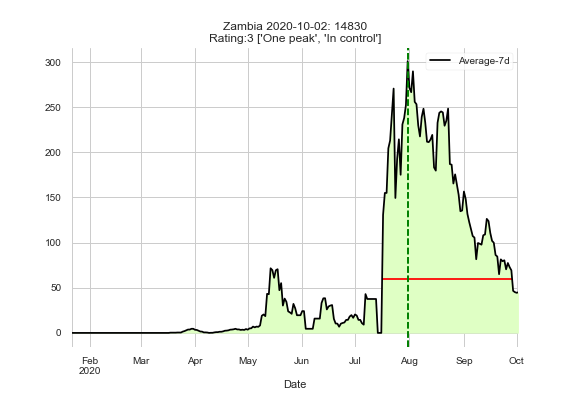 Zambia 2020-10-02: 14830
Rating:3 ['One peak', 'In control']
Average-7d
300
250
200
150
100
50
0
Feb
2020
Mar
Apr
May
Jun
Jul
Aug
Sep
Oct
Date